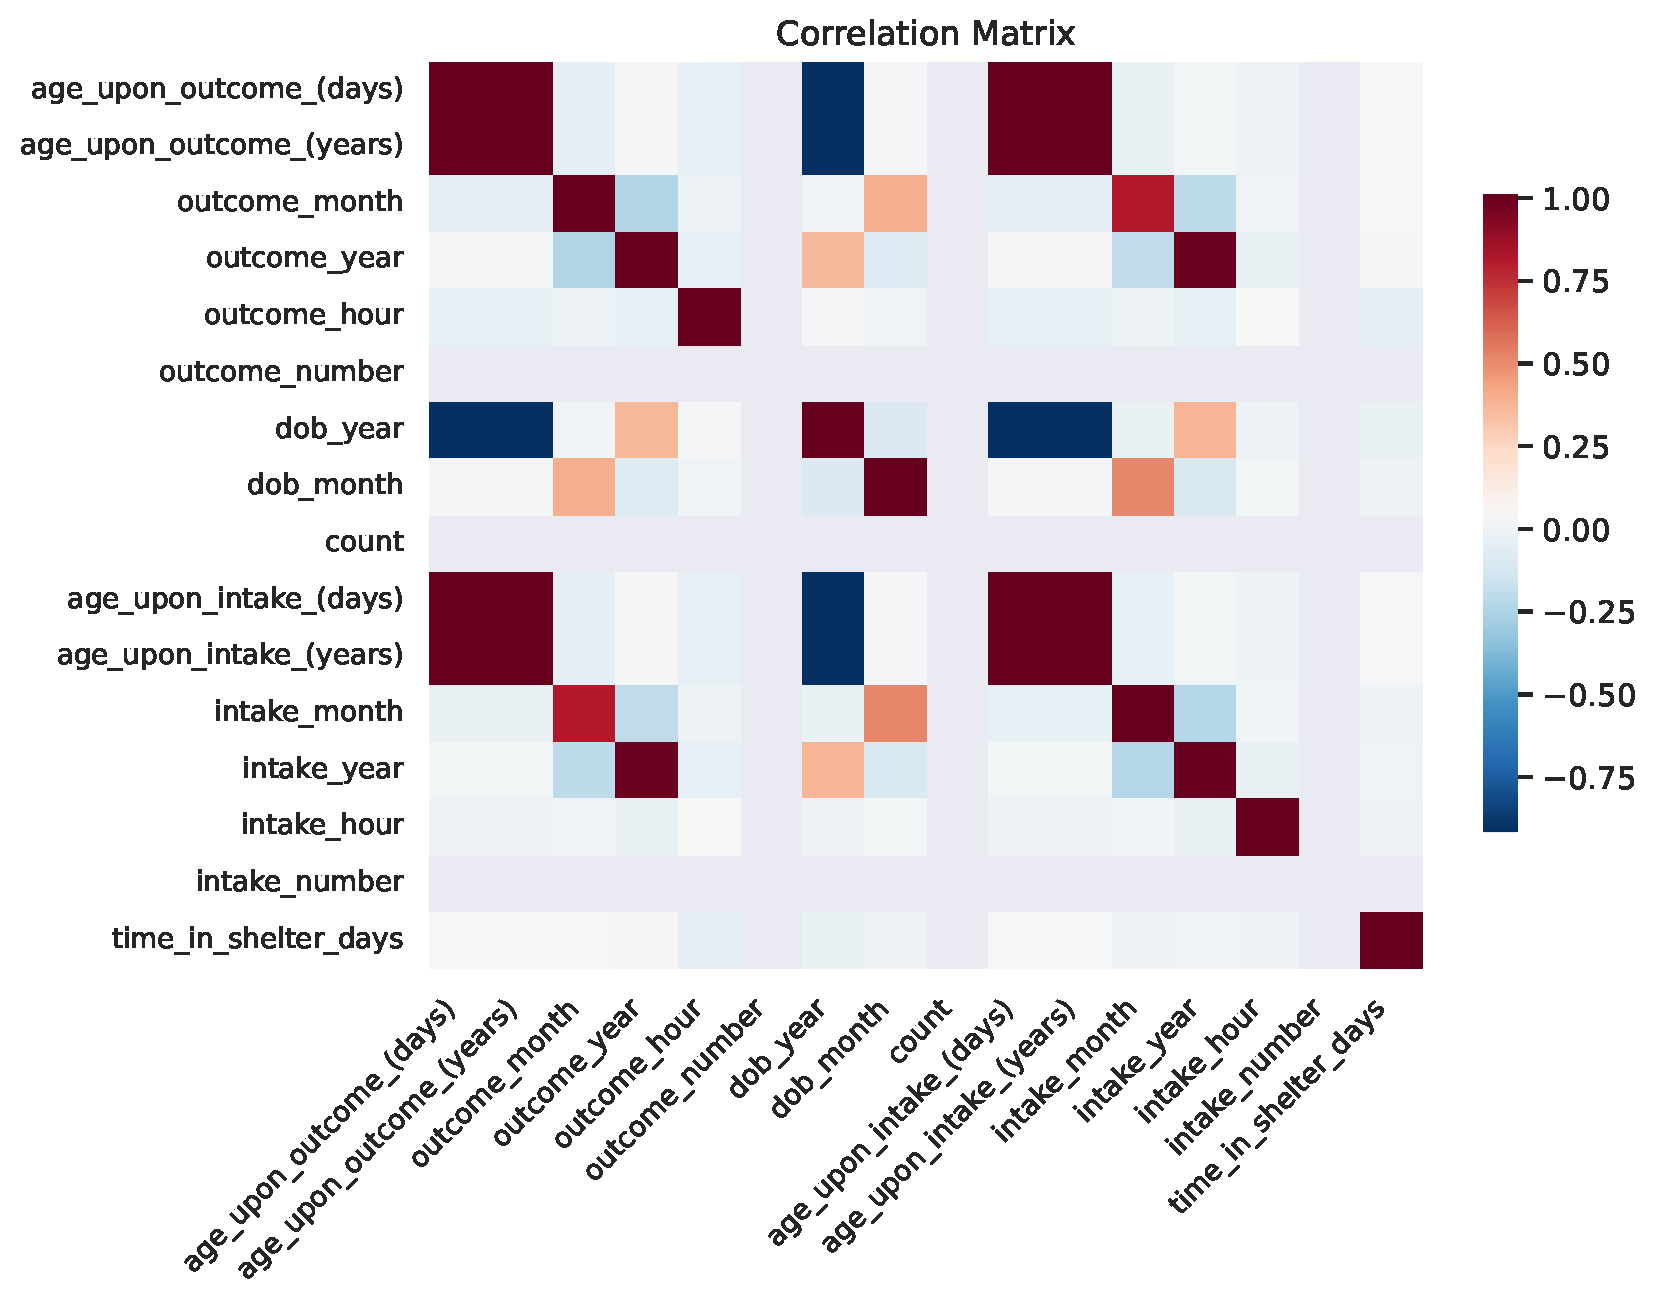 Correlation Matrix
age_upon_outcome_(days)
age_upon_outcome_(years)
outcome_month
outcome_year
outcome_hour
outcome_number
dob_year
dob_month
count
age_upon_intake_(days)
age_upon_intake_(years)
intake_month
intake_year
intake_hour
intake_number
time_in_shelter_days
age_upon_outcome_(days)
age_upon_outcome_(years)
outcome_month
outcome_year
outcome_hour
outcome_number
dob_year
dob_month
count
age_upon_intake_(days)
age_upon_intake_(years)
intake_month
intake_year
intake_hour
intake_number
time_in_shelter_days
1.00
0.75
0.50
0.25
0.00
−0.25
−0.50
−0.75